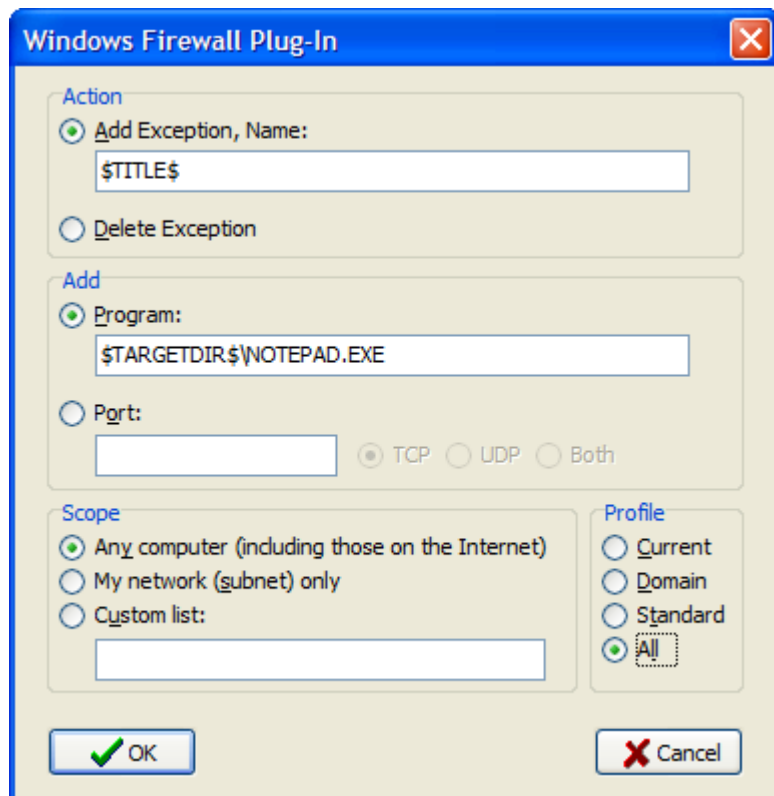 Windows Firewall Plug-In
Action
Add Exception, Name:
$TITLE$
Delete Exception
Add
Program:
$TARGETDIR$\NOTEPAD.EXE
Port:
TCP UDP Both
Scope
Any computer (including those on the Internet)
My network (subnet) only
Custom list:
Profile
Current
Domain
Standard
All
OK
Cancel